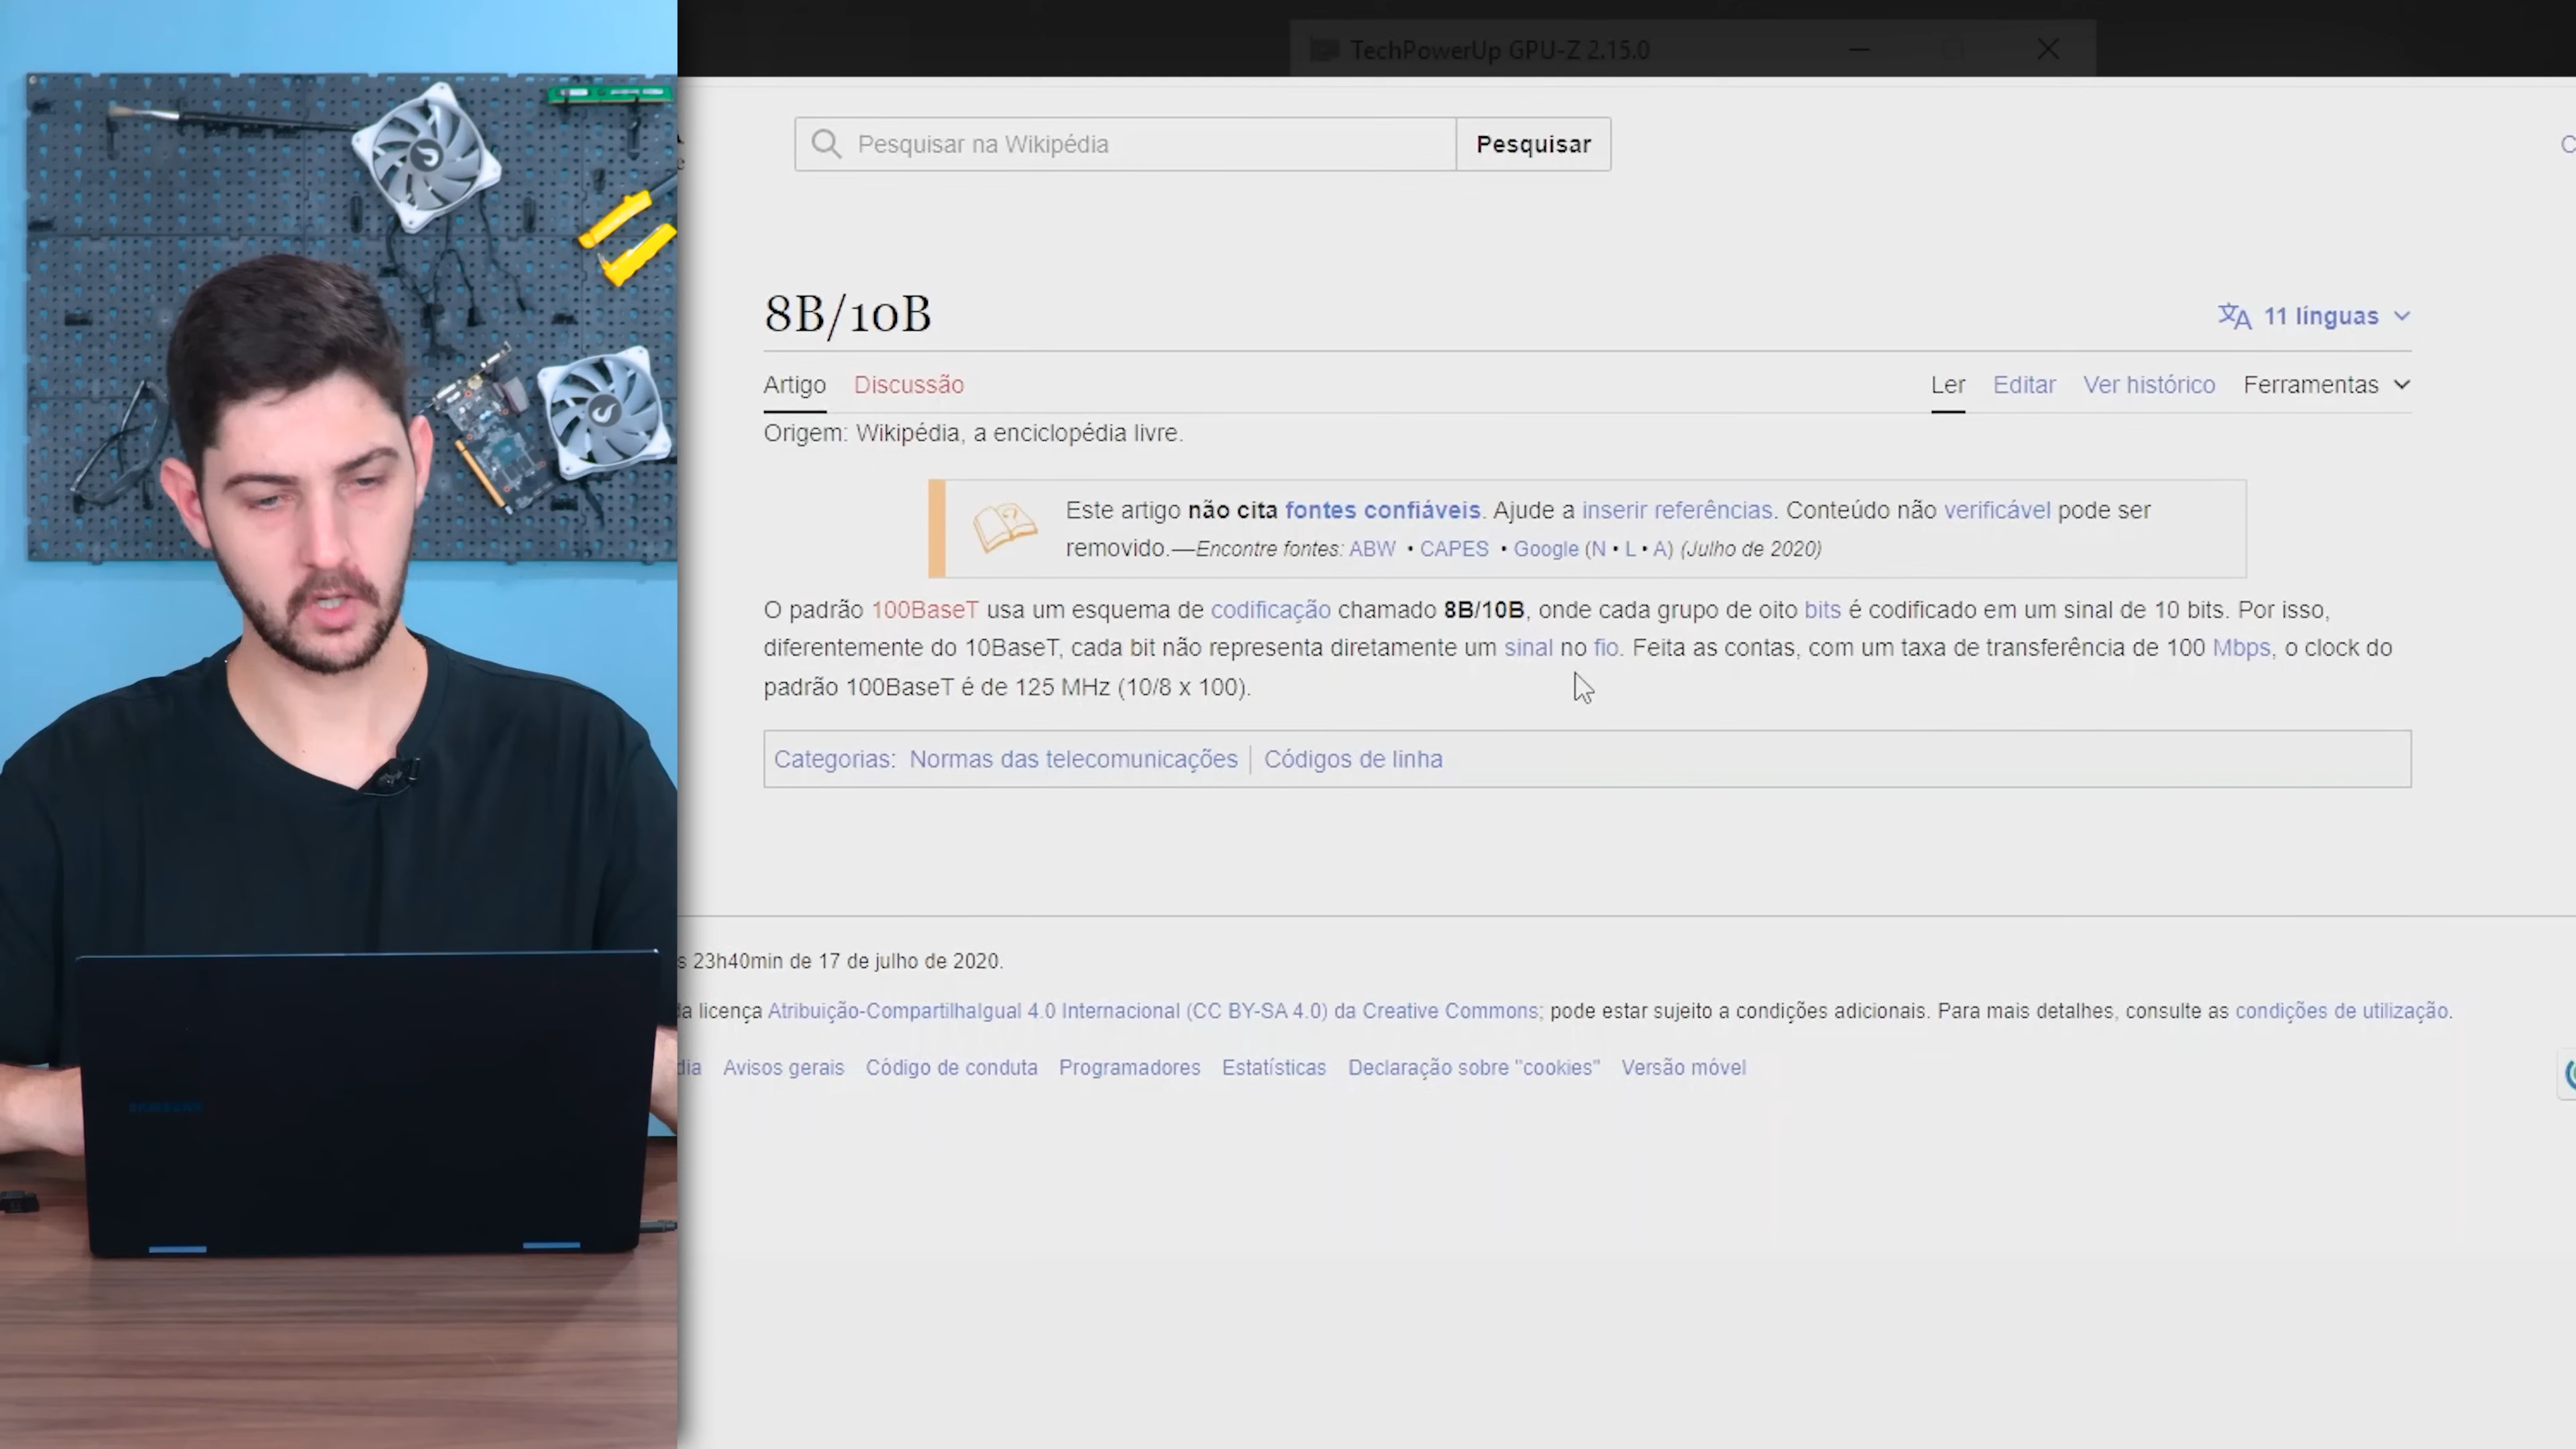 TechPowerUp GPU-Z 2.15.0
Pesquisar na Wikipédia
Pesquisar
8B/10B
11 línguas
Artigo Discussão
Ler Editar Ver histórico Ferramentas
Origem: Wikipédia, a enciclopédia livre.
Este artigo não cita fontes confiáveis. Ajude a inserir referências. Conteúdo não verificável pode ser
removido.—Encontre fontes: ABW • CAPES • Google (N • L • A) (Julho de 2020)
O padrão 100BaseT usa um esquema de codificação chamado 8B/10B, onde cada grupo de oito bits é codificado em um sinal de 10 bits. Por isso,
diferentemente do 10BaseT, cada bit não representa diretamente um sinal no fio. Feita as contas, com um taxa de transferência de 100 Mbps, o clock do
padrão 100BaseT é de 125 MHz (10/8 x 100).
Categorias: Normas das telecomunicações | Códigos de linha
s 23h40min de 17 de julho de 2020.
da licença Atribuição-CompartilhaIgual 4.0 Internacional (CC BY-SA 4.0) da Creative Commons; pode estar sujeito a condições adicionais. Para mais detalhes, consulte as condições de utilização.
dia Avisos gerais Código de conduta Programadores Estatísticas Declaração sobre "cookies" Versão móvel
SAMSUNG